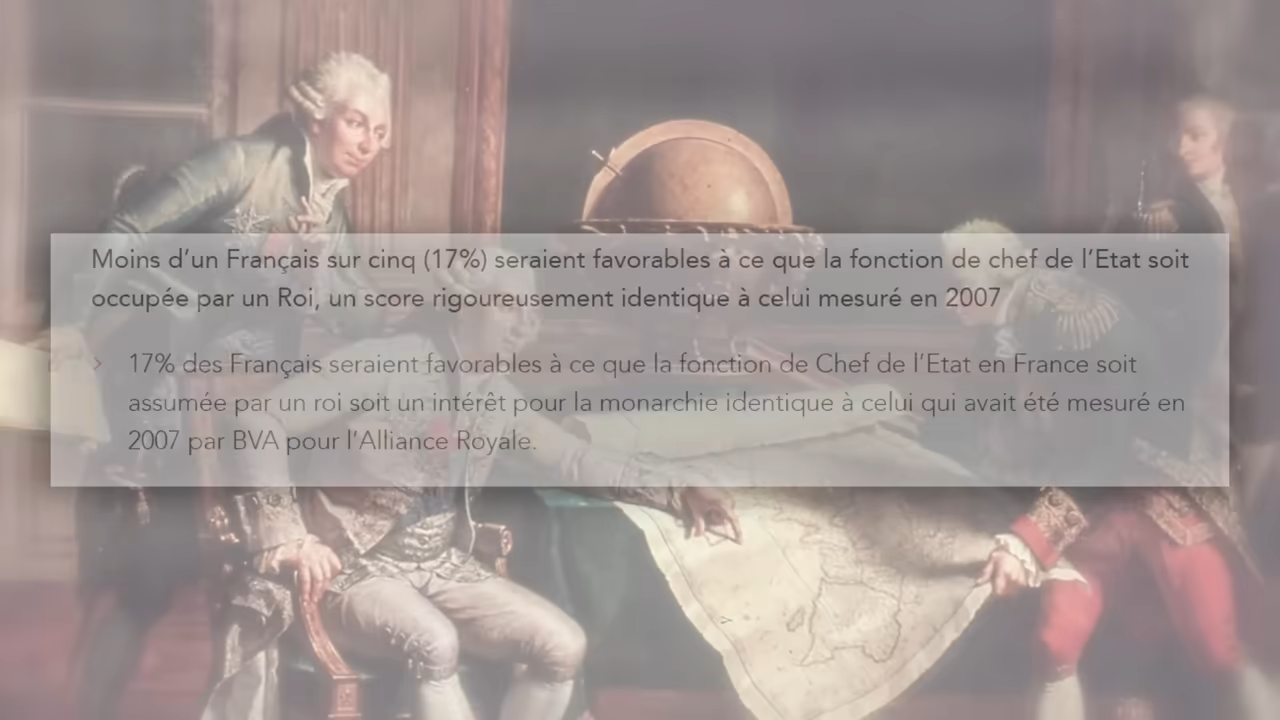 Moins d’un Français sur cinq (17%) seraient favorables à ce que la fonction de chef de l’Etat soit
occupée par un Roi, un score rigoureusement identique à celui mesuré en 2007
› 17% des Français seraient favorables à ce que la fonction de Chef de l’Etat en France soit
assumée par un roi soit un intérêt pour la monarchie identique à celui qui avait été mesuré en
2007 par BVA pour l’Alliance Royale.